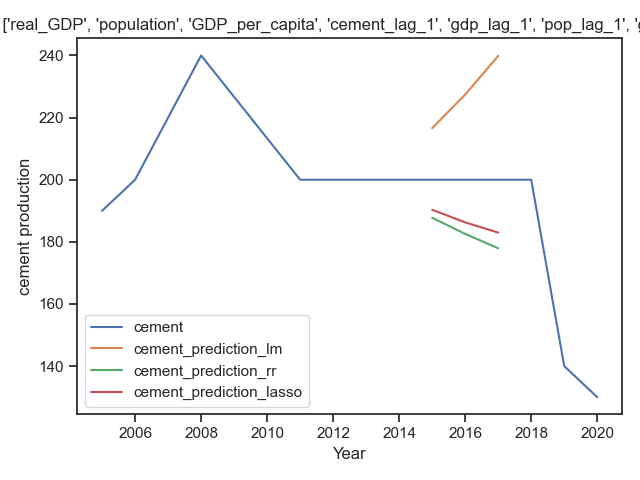 ['real_GDP', 'population', 'GDP_per_capita', 'cement_lag_1', 'gdp_lag_1', 'pop_lag_1', 'g
240
220
200
180
160
140
cement production
cement
cement_prediction_lm
cement_prediction_rr
cement_prediction_lasso
2006 2008 2010 2012 2014 2016 2018 2020
Year